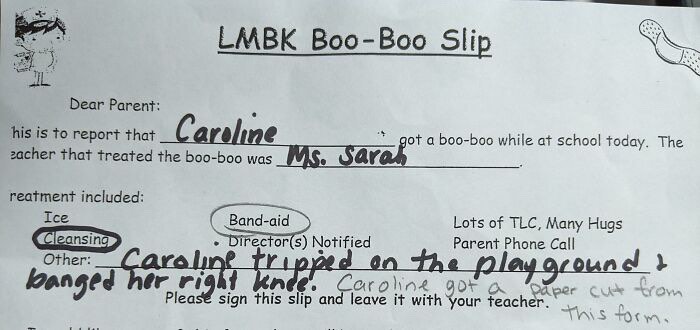 LMBK Boo-Boo Slip
Dear Parent:
his is to report that Caroline got a boo-boo while at school today. The
eacher that treated the boo-boo was Ms. Sarah.
reatment included:
Ice Band-aid Lots of TLC, Many Hugs
Cleansing • Director(s) Notified Parent Phone Call
Other: Caroline tripped on the playground &
banged her right knee. Caroline got a paper cut from
Please sign this slip and leave it with your teacher. this form.